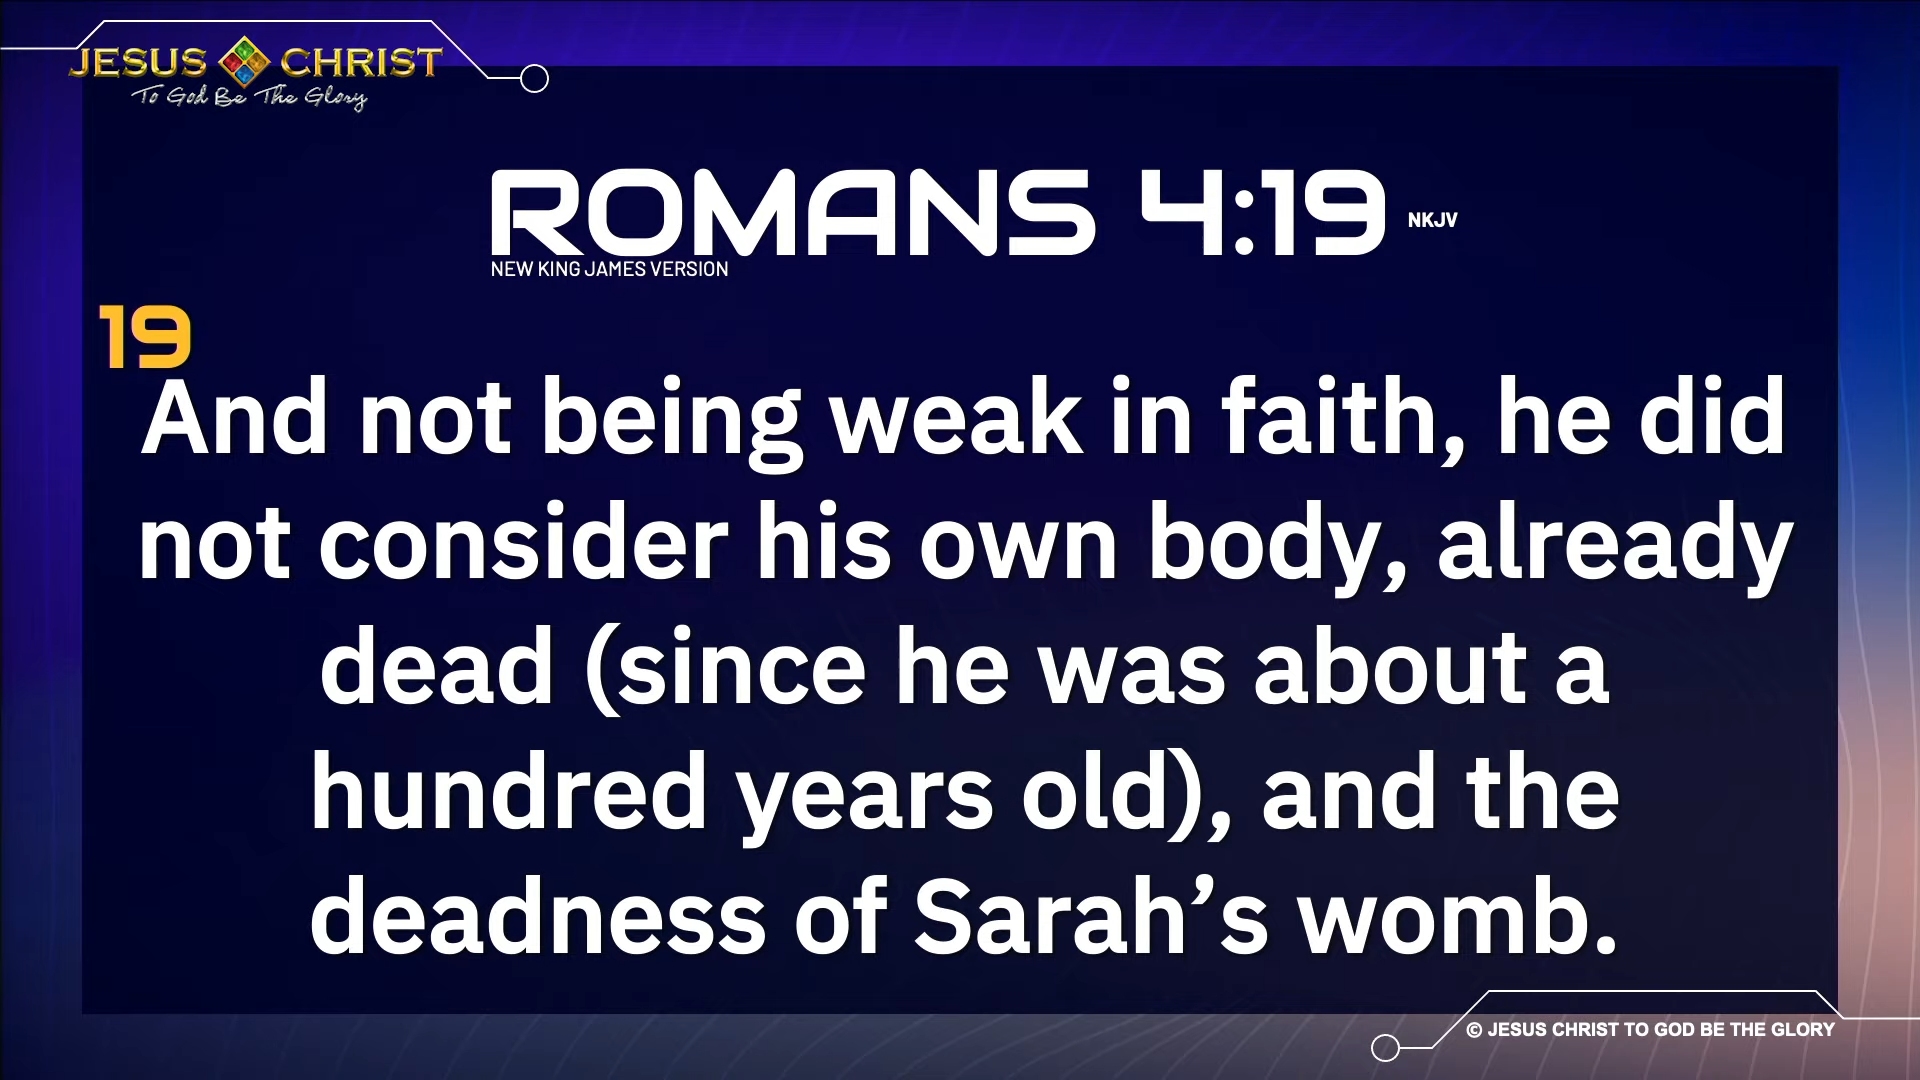 JESUS CHRIST
To God Be The Glory
ROMANS 4:19 NKJV
NEW KING JAMES VERSION
19
And not being weak in faith, he did
not consider his own body, already
dead (since he was about a
hundred years old), and the
deadness of Sarah’s womb.
© JESUS CHRIST TO GOD BE THE GLORY